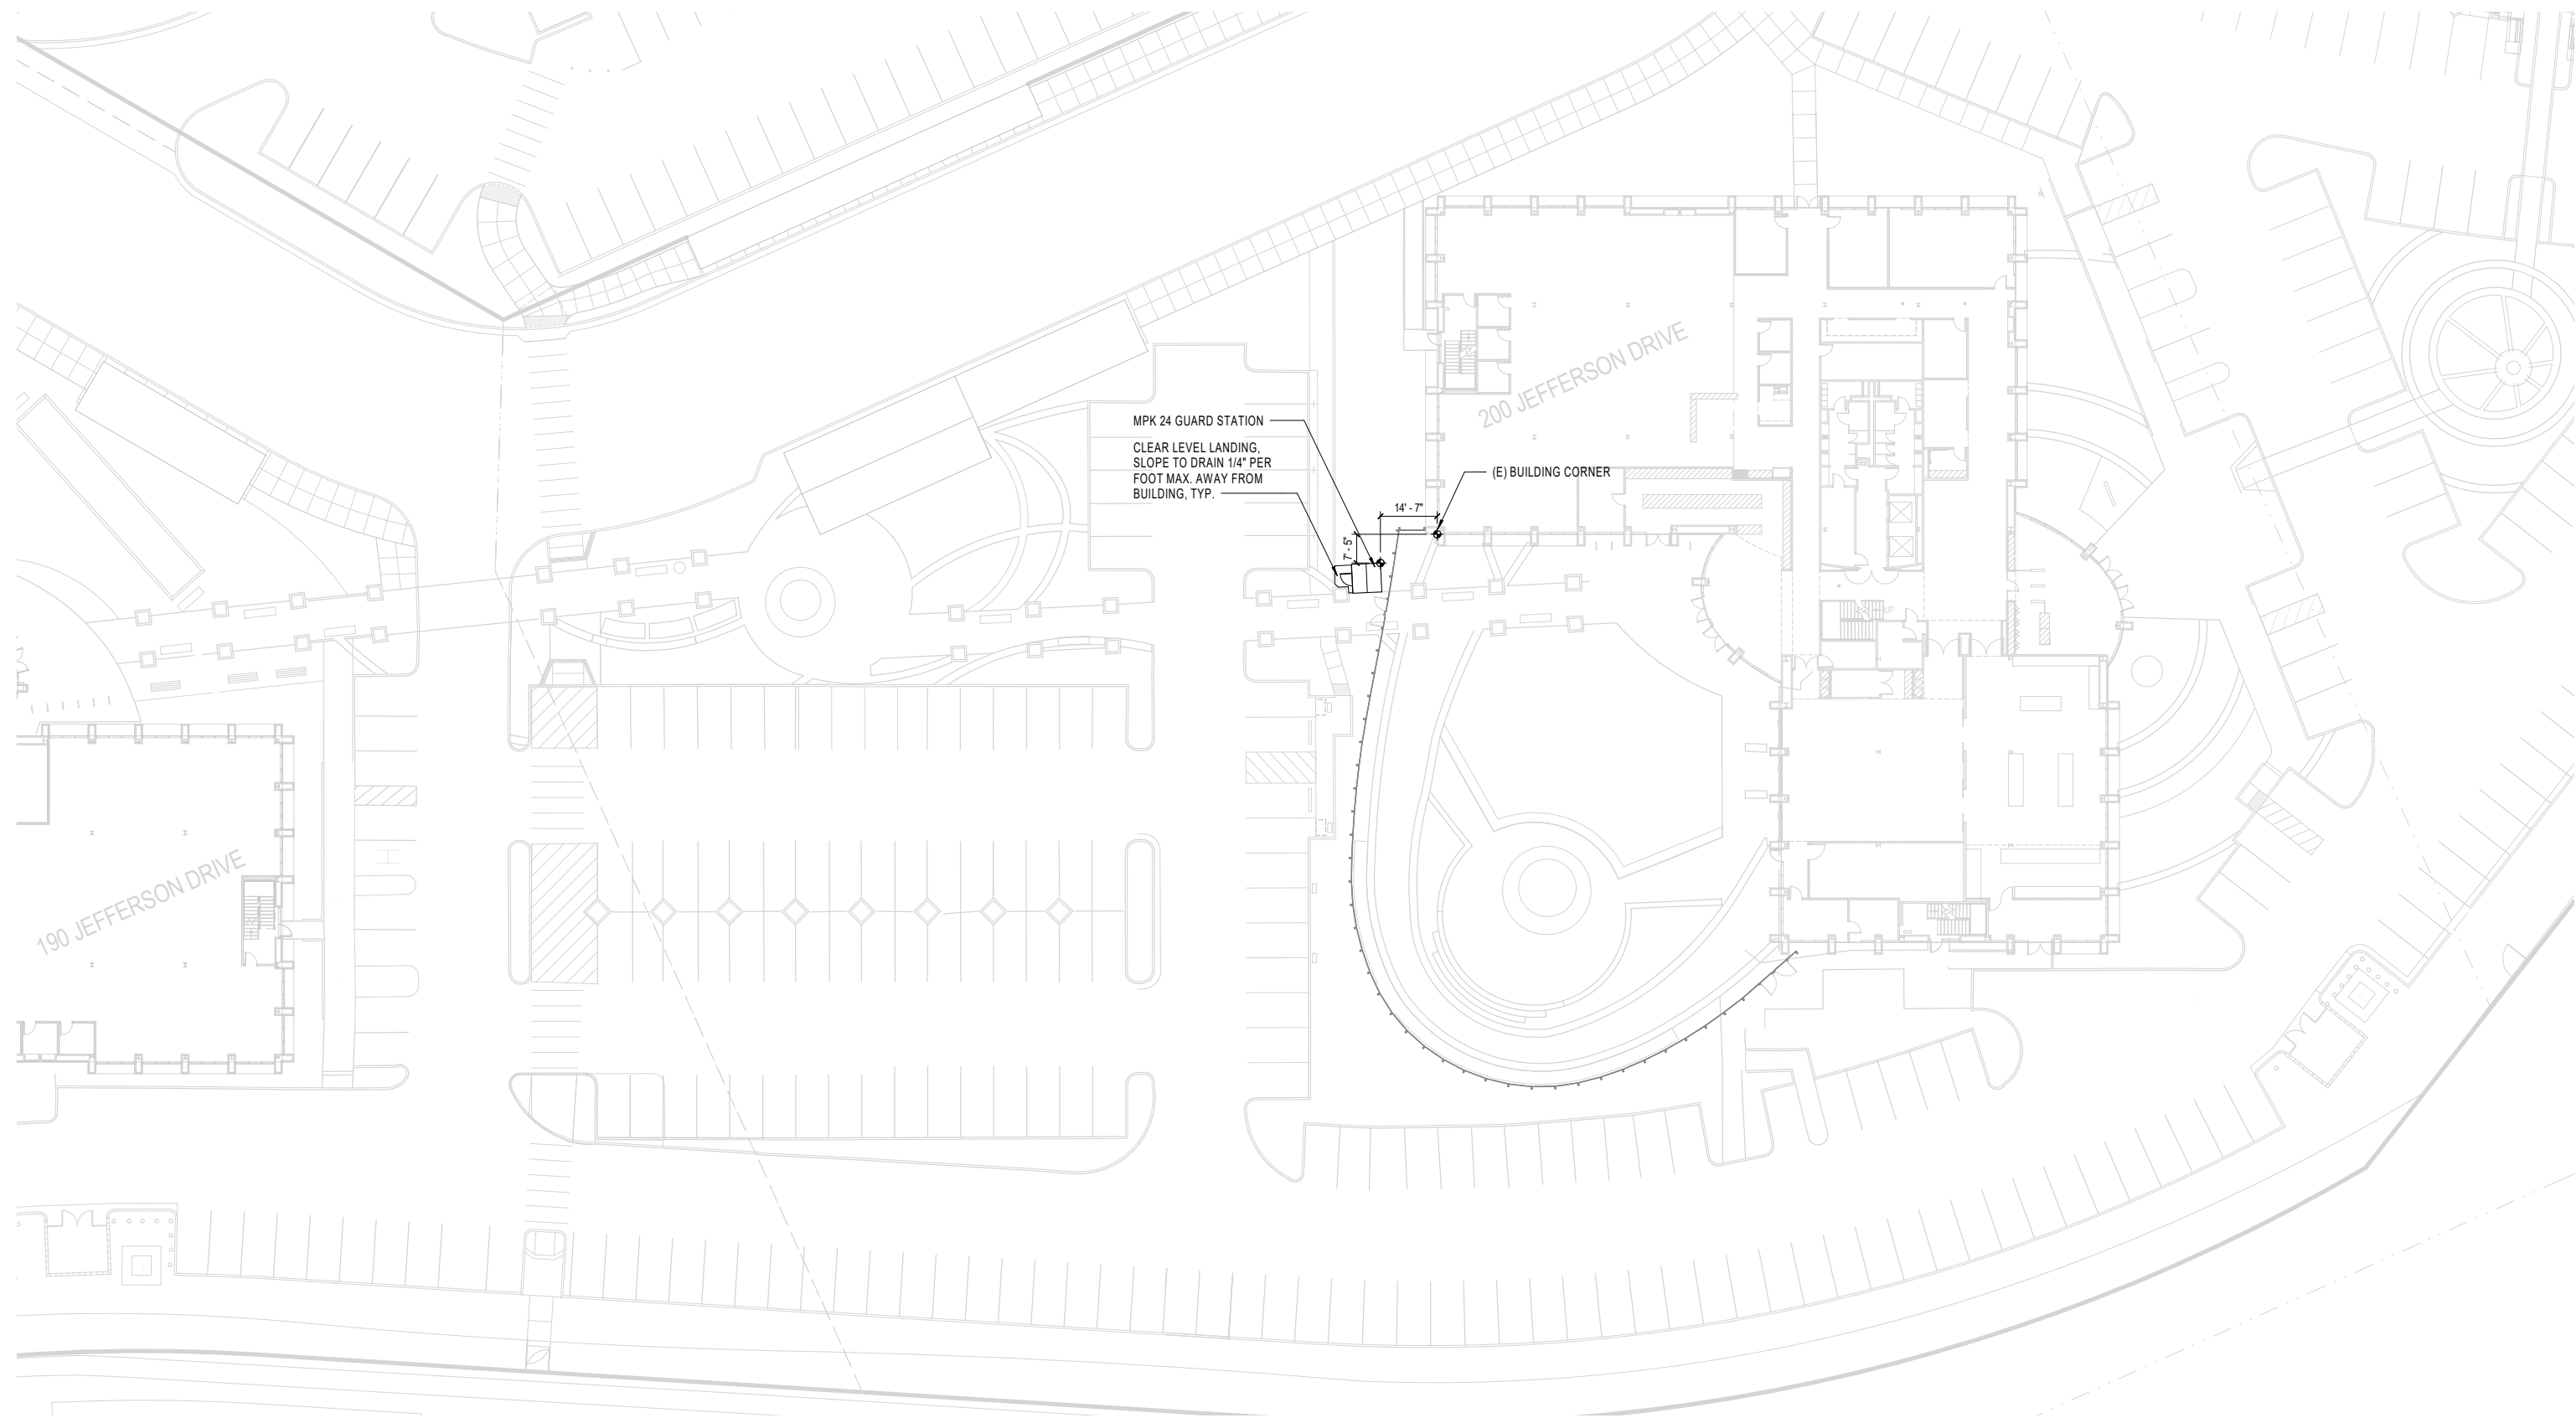 200 JEFFERSON DRIVE
MPK 24 GUARD STATION
CLEAR LEVEL LANDING,
SLOPE TO DRAIN 1/4" PER
FOOT MAX. AWAY FROM
BUILDING, TYP.
(E) BUILDING CORNER
14' - 7"
7' - 5"
UP
190 JEFFERSON DRIVE